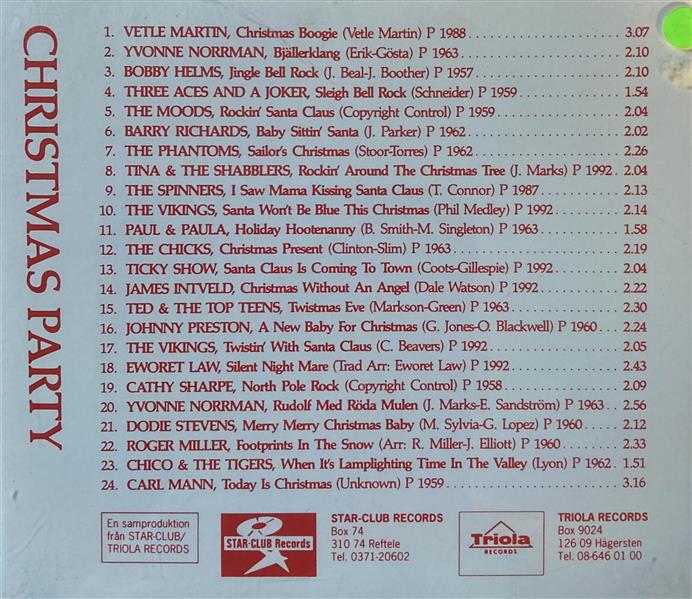 CHRISTMAS PARTY
1. VETLE MARTIN, Christmas Boogie (Vetle Martin) P 1988 3.07
2. YVONNE NORRMAN, Bjällerklang (Erik-Gösta) P 1963 2.10
3. BOBBY HELMS, Jingle Bell Rock (J. Beal-J. Boother) P 1957 2.10
4. THREE ACES AND A JOKER, Sleigh Bell Rock (Schneider) P 1959 1.54
5. THE MOODS, Rockin' Santa Claus (Copyright Control) P 1959 2.04
6. BARRY RICHARDS, Baby Sittin' Santa (J. Parker) P 1962 2.02
7. THE PHANTOMS, Sailor's Christmas (Stoor-Torres) P 1962 2.26
8. TINA & THE SHABBLERS, Rockin' Around The Christmas Tree (J. Marks) P 1992 2.04
9. THE SPINNERS, I Saw Mama Kissing Santa Claus (T. Connor) P 1987 2.13
10. THE VIKINGS, Santa Won't Be Blue This Christmas (Phil Medley) P 1992 2.14
11. PAUL & PAULA, Holiday Hootenanny (B. Smith-M. Singleton) P 1963 1.58
12. THE CHICKS, Christmas Present (Clinton-Slim) P 1963 2.19
13. TICKY SHOW, Santa Claus Is Coming To Town (Coots-Gillespie) P 1992 2.04
14. JAMES INTVELD, Christmas Without An Angel (Dale Watson) P 1992 2.22
15. TED & THE TOP TEENS, Twistmas Eve (Markson-Green) P 1963 2.30
16. JOHNNY PRESTON, A New Baby For Christmas (G. Jones-O. Blackwell) P 1960 2.24
17. THE VIKINGS, Twistin' With Santa Claus (C. Beavers) P 1992 2.05
18. EWORET LAW, Silent Night Mare (Trad Arr: Eworet Law) P 1992 2.43
19. CATHY SHARPE, North Pole Rock (Copyright Control) P 1958 2.09
20. YVONNE NORRMAN, Rudolf Med Röda Mulen (J. Marks-E. Sandström) P 1963 2.56
21. DODIE STEVENS, Merry Merry Christmas Baby (M. Sylvia-G. Lopez) P 1960 2.12
22. ROGER MILLER, Footprints In The Snow (Arr: R. Miller-J. Elliott) P 1960 2.33
23. CHICO & THE TIGERS, When It's Lamplighting Time In The Valley (Lyon) P 1962 1.51
24. CARL MANN, Today Is Christmas (Unknown) P 1959 3.16
En samproduktion
från STAR-CLUB/
TRIOLA RECORDS
STAR-CLUB Records
STAR-CLUB RECORDS
Box 74
310 74 Reftele
Tel. 0371-20602
Triola
RECORDS
TRIOLA RECORDS
Box 9024
126 09 Hägersten
Tel. 08-646 01 00